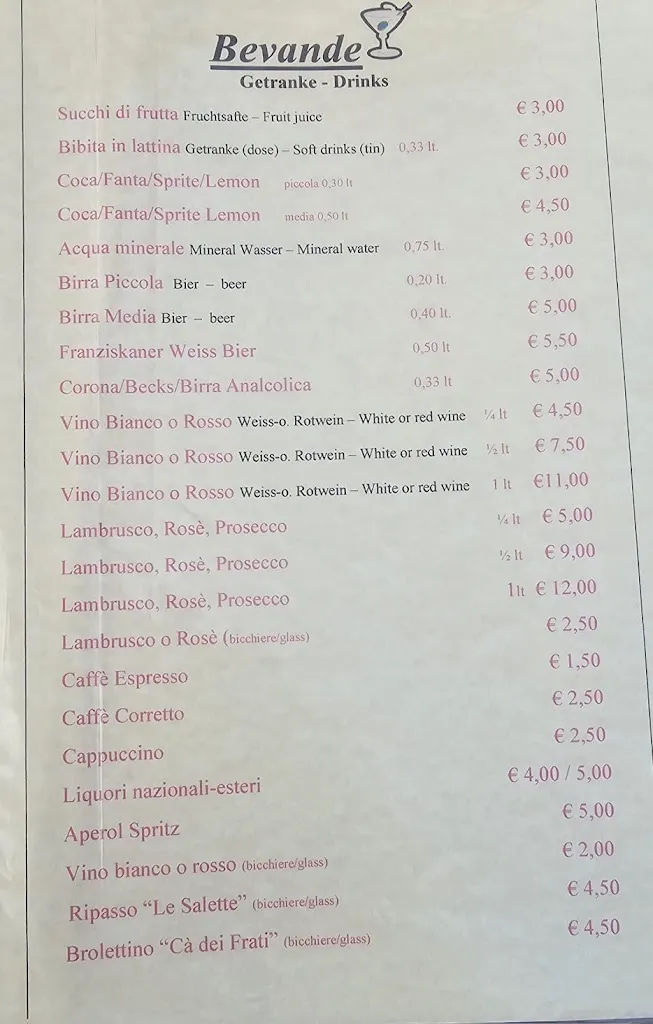 Bevande
Getranke - Drinks
Succhi di frutta Fruchtsafte – Fruit juice € 3,00
Bibita in lattina Getranke (dose) – Soft drinks (tin) 0,33 lt. € 3,00
Coca/Fanta/Sprite/Lemon piccola 0,30 lt € 3,00
Coca/Fanta/Sprite Lemon media 0,50 lt € 4,50
Acqua minerale Mineral Wasser – Mineral water 0,75 lt. € 3,00
Birra Piccola Bier – beer 0,20 lt. € 3,00
Birra Media Bier – beer 0,40 lt. € 5,00
Franziskaner Weiss Bier 0,50 lt € 5,50
Corona/Becks/Birra Analcolica 0,33 lt € 5,00
Vino Bianco o Rosso Weiss-o. Rotwein – White or red wine ¼ lt € 4,50
Vino Bianco o Rosso Weiss-o. Rotwein – White or red wine ½ lt € 7,50
Vino Bianco o Rosso Weiss-o. Rotwein – White or red wine 1 lt €11,00
Lambrusco, Rosè, Prosecco ¼ lt € 5,00
Lambrusco, Rosè, Prosecco ½ lt € 9,00
Lambrusco, Rosè, Prosecco 1lt € 12,00
Lambrusco o Rosè (bicchiere/glass) € 2,50
Caffè Espresso € 1,50
Caffè Corretto € 2,50
Cappuccino € 2,50
Liquori nazionali-esteri € 4,00 / 5,00
Aperol Spritz € 5,00
Vino bianco o rosso (bicchiere/glass) € 2,00
Ripasso “Le Salette” (bicchiere/glass) € 4,50
Brolettino “Cà dei Frati” (bicchiere/glass) € 4,50